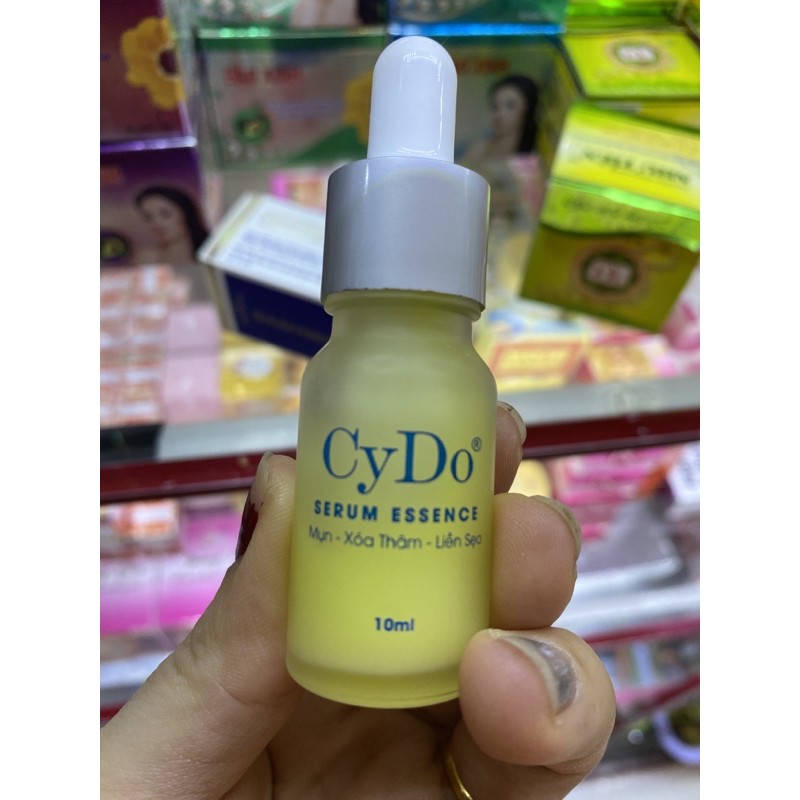 CyDo®
SERUM ESSENCE
Mụn - Xóa Thâm - Liền Sẹo
10ml